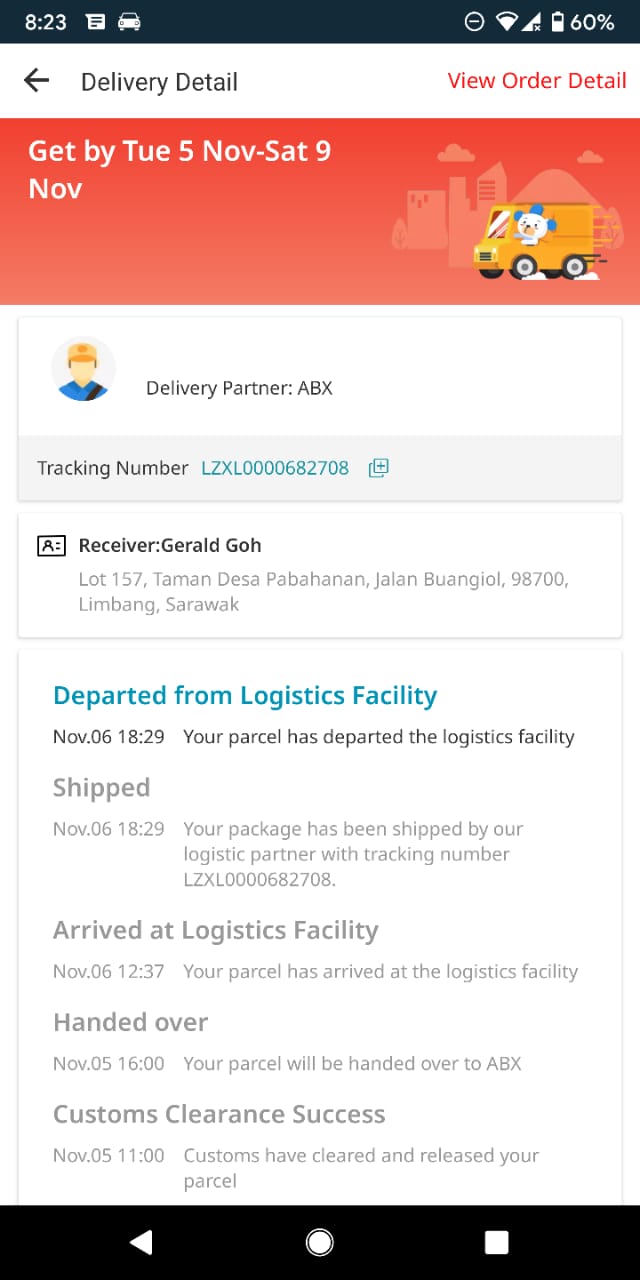 8:23
60%
Delivery Detail
View Order Detail
Get by Tue 5 Nov-Sat 9
Nov
Delivery Partner: ABX
Tracking Number LZXL0000682708
Receiver:Gerald Goh
Lot 157, Taman Desa Pabahanan, Jalan Buangiol, 98700,
Limbang, Sarawak
Departed from Logistics Facility
Nov.06 18:29 Your parcel has departed the logistics facility
Shipped
Nov.06 18:29 Your package has been shipped by our
logistic partner with tracking number
LZXL0000682708.
Arrived at Logistics Facility
Nov.06 12:37 Your parcel has arrived at the logistics facility
Handed over
Nov.05 16:00 Your parcel will be handed over to ABX
Customs Clearance Success
Nov.05 11:00 Customs have cleared and released your
parcel